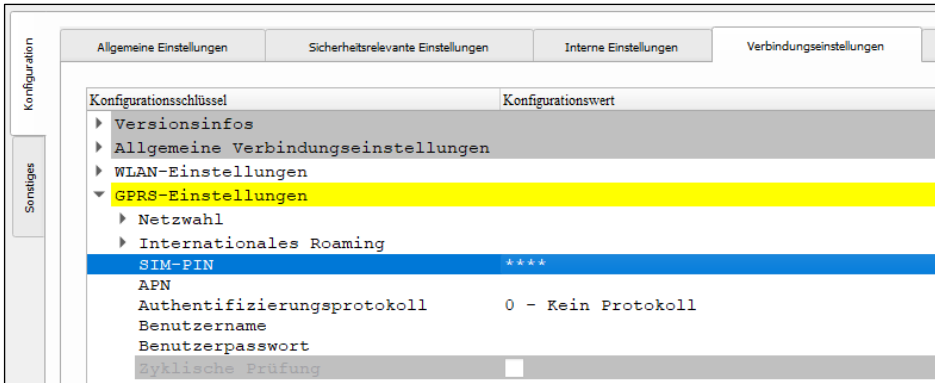 Konfiguration
Sonstiges
Allgemeine Einstellungen Sicherheitsrelevante Einstellungen Interne Einstellungen Verbindungseinstellungen
Konfigurationsschlüssel Konfigurationswert
Versionsinfos
Allgemeine Verbindungseinstellungen
WLAN-Einstellungen
GPRS-Einstellungen
Netzwahl
Internationales Roaming
SIM-PIN ****
APN
Authentifizierungsprotokoll 0 - Kein Protokoll
Benutzername
Benutzerpasswort
Zyklische Prüfung